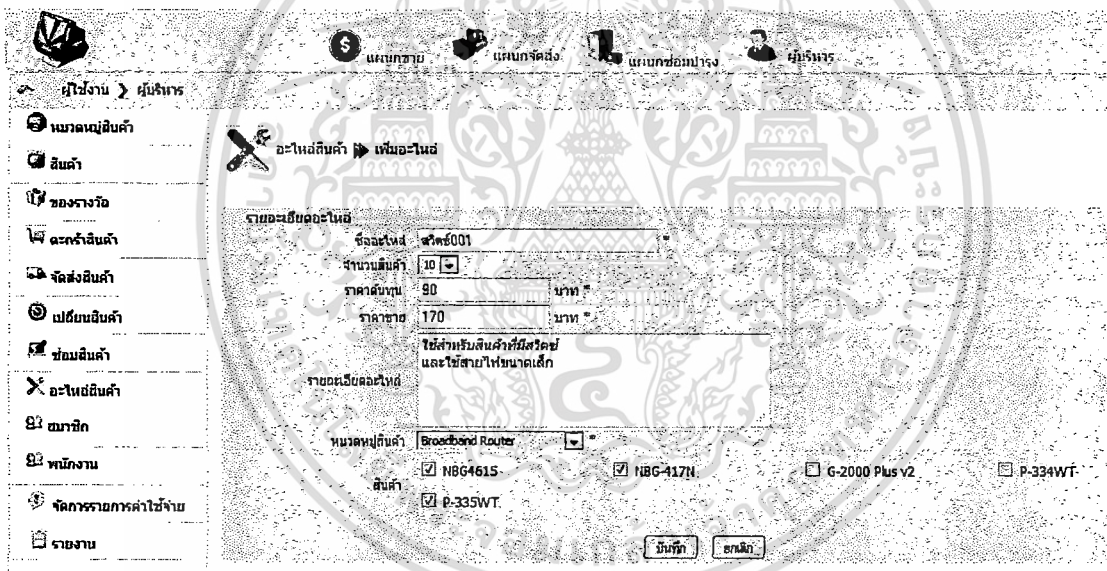 แผนกขาย แผนกจัดส่ง แผนกซ่อมบำรุง ผู้บริหาร
ผู้ใช้งาน ผู้บริหาร
หมวดหมู่สินค้า
สินค้า
ของรางวัล
ตะกร้าสินค้า
จัดส่งสินค้า
เปลี่ยนสินค้า
ซ่อมสินค้า
อะไหล่สินค้า
สมาชิก
พนักงาน
จัดการรายการค่าใช้จ่าย
รายงาน
อะไหล่สินค้า เพิ่มอะไหล่
รายละเอียดอะไหล่
ชื่ออะไหล่ สวิตช์001 *
จำนวนสินค้า 10
ราคาต้นทุน 90 บาท *
ราคาขาย 170 บาท *
รายละเอียดอะไหล่ ใช้สำหรับสินค้าที่มีสวิตช์
และใช้สายไฟขนาดเล็ก
หมวดหมู่สินค้า Broadband Router *
สินค้า NBG4615 NBG-417N G-2000 Plus v2 P-334WT
P-335WT
บันทึก ยกเลิก